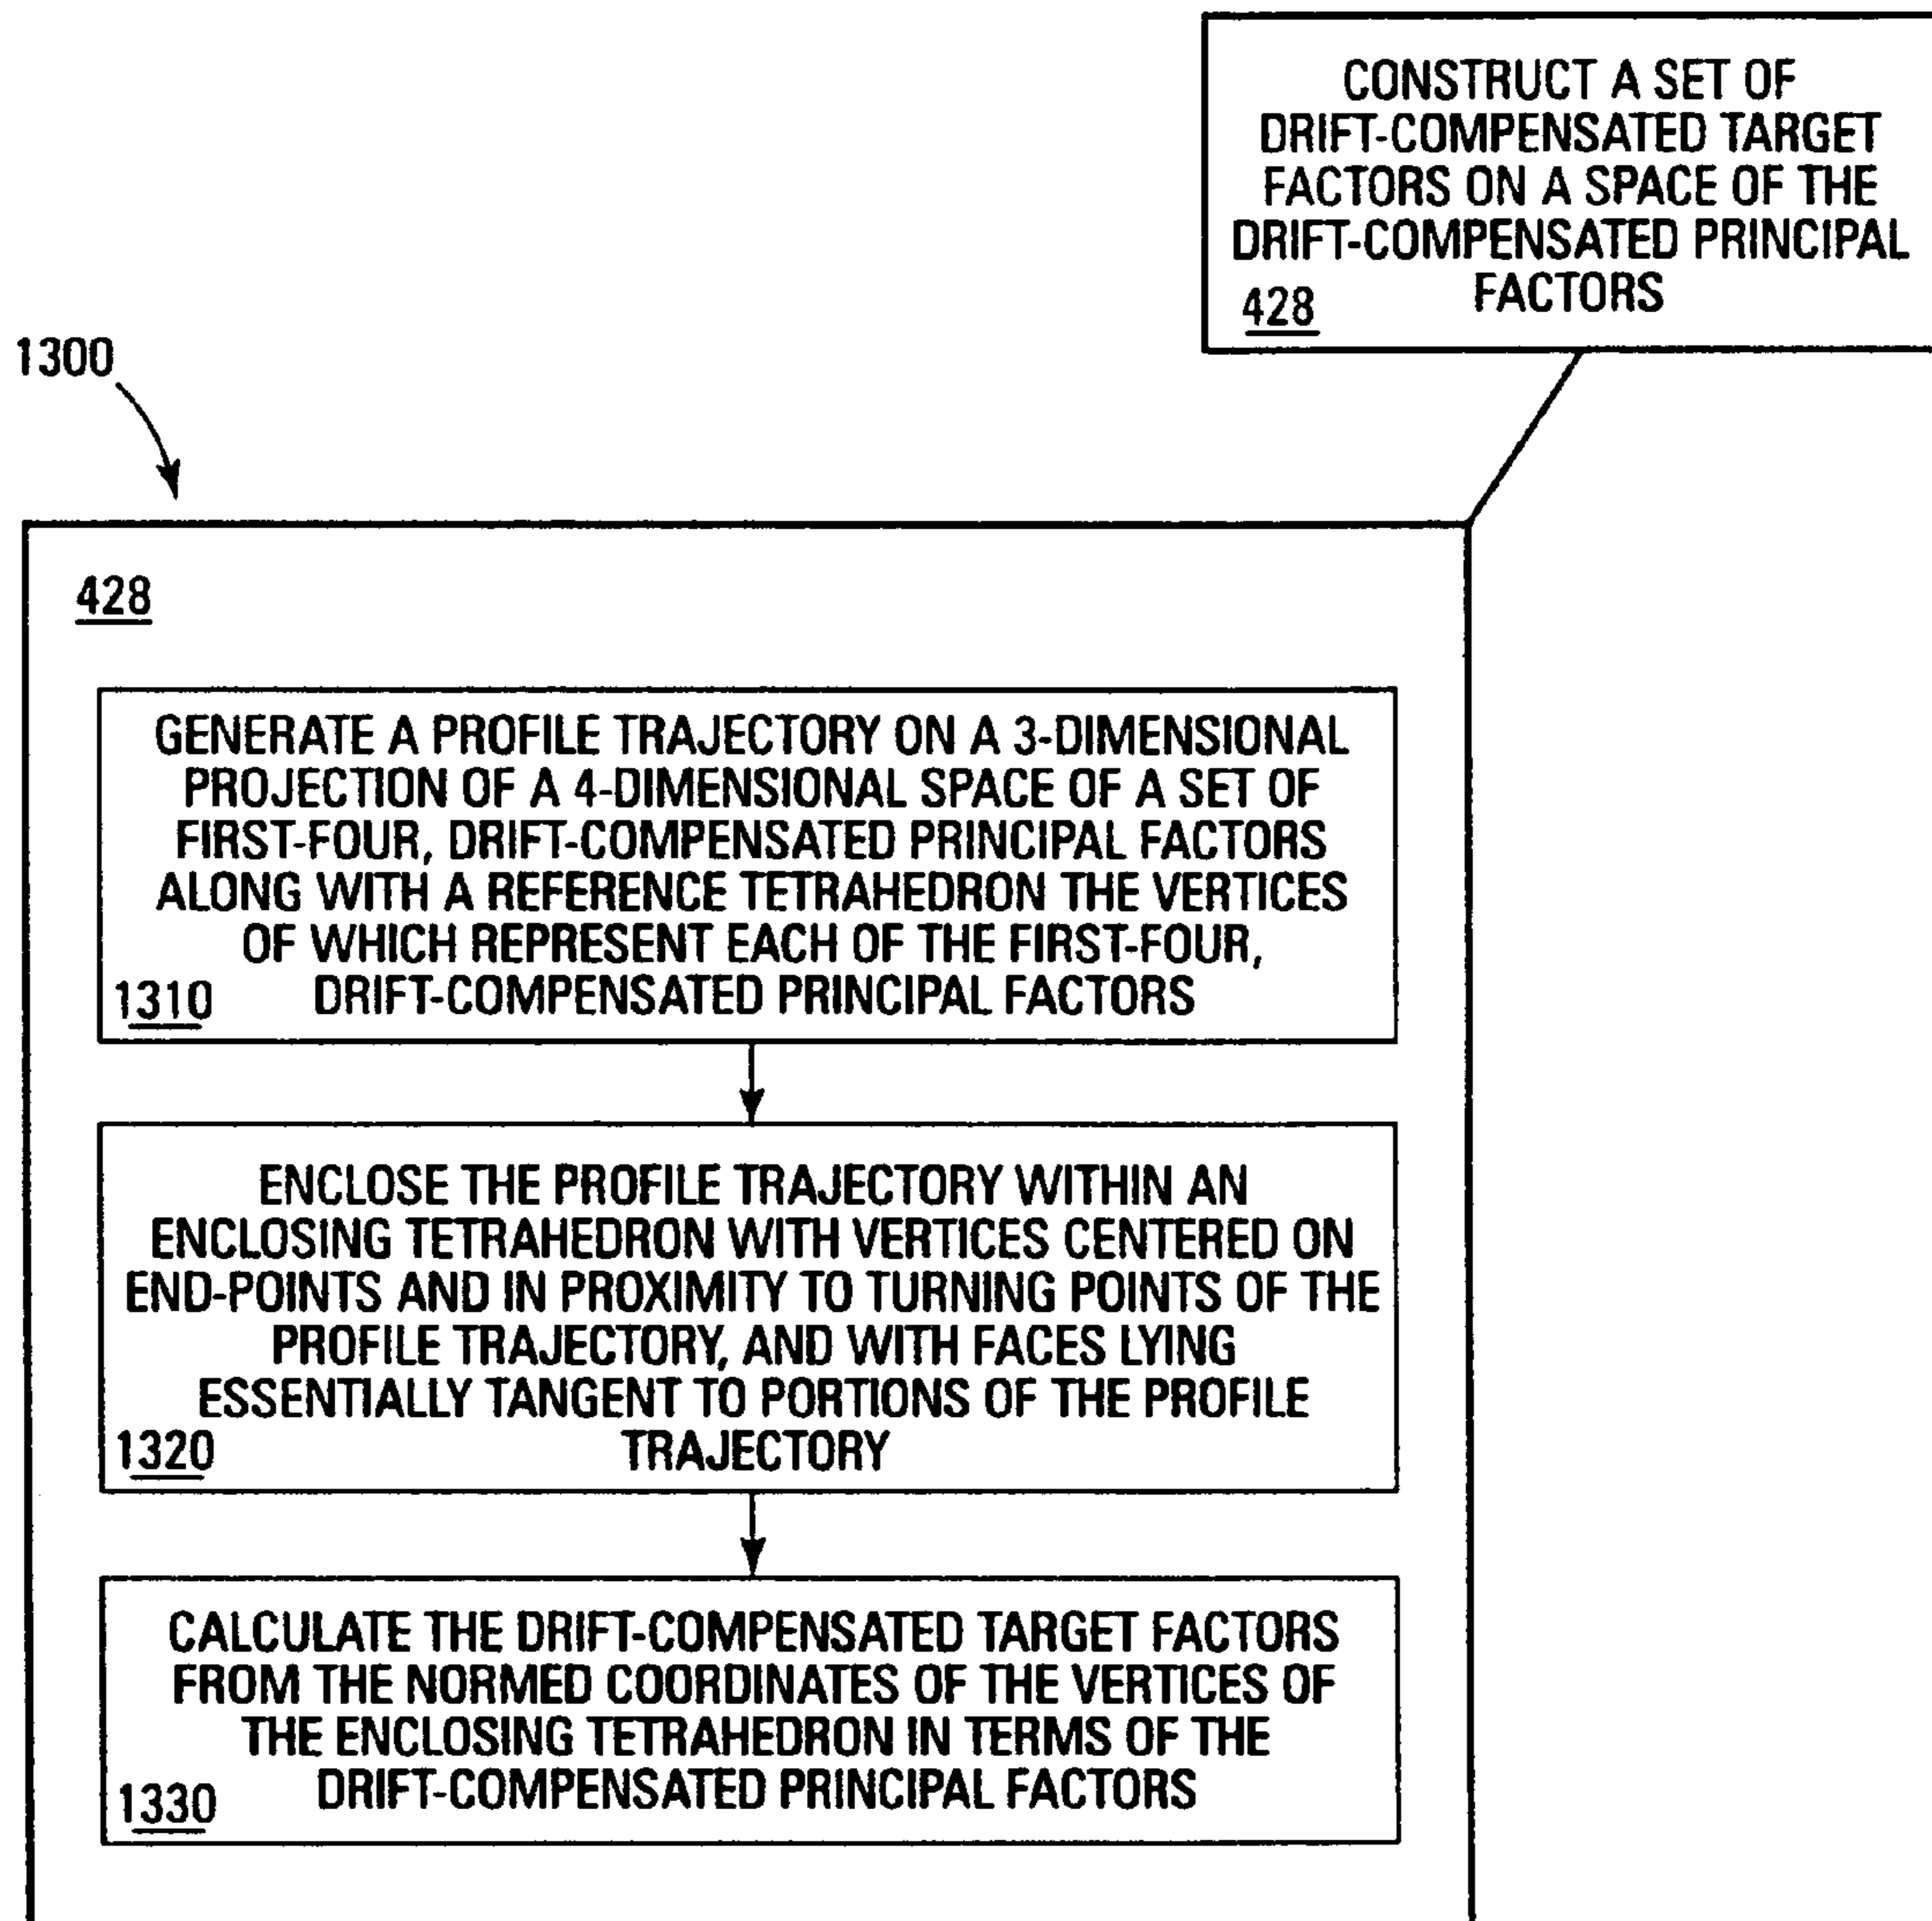 CONSTRUCT A SET OF
DRIFT-COMPENSATED TARGET
FACTORS ON A SPACE OF THE
DRIFT-COMPENSATED PRINCIPAL
FACTORS
428
1300
428
GENERATE A PROFILE TRAJECTORY ON A 3-DIMENSIONAL
PROJECTION OF A 4-DIMENSIONAL SPACE OF A SET OF
FIRST-FOUR, DRIFT-COMPENSATED PRINCIPAL FACTORS
ALONG WITH A REFERENCE TETRAHEDRON THE VERTICES
OF WHICH REPRESENT EACH OF THE FIRST-FOUR,
DRIFT-COMPENSATED PRINCIPAL FACTORS
1310
ENCLOSE THE PROFILE TRAJECTORY WITHIN AN
ENCLOSING TETRAHEDRON WITH VERTICES CENTERED ON
END-POINTS AND IN PROXIMITY TO TURNING POINTS OF THE
PROFILE TRAJECTORY, AND WITH FACES LYING
ESSENTIALLY TANGENT TO PORTIONS OF THE PROFILE
TRAJECTORY
1320
CALCULATE THE DRIFT-COMPENSATED TARGET FACTORS
FROM THE NORMED COORDINATES OF THE VERTICES OF
THE ENCLOSING TETRAHEDRON IN TERMS OF THE
DRIFT-COMPENSATED PRINCIPAL FACTORS
1330